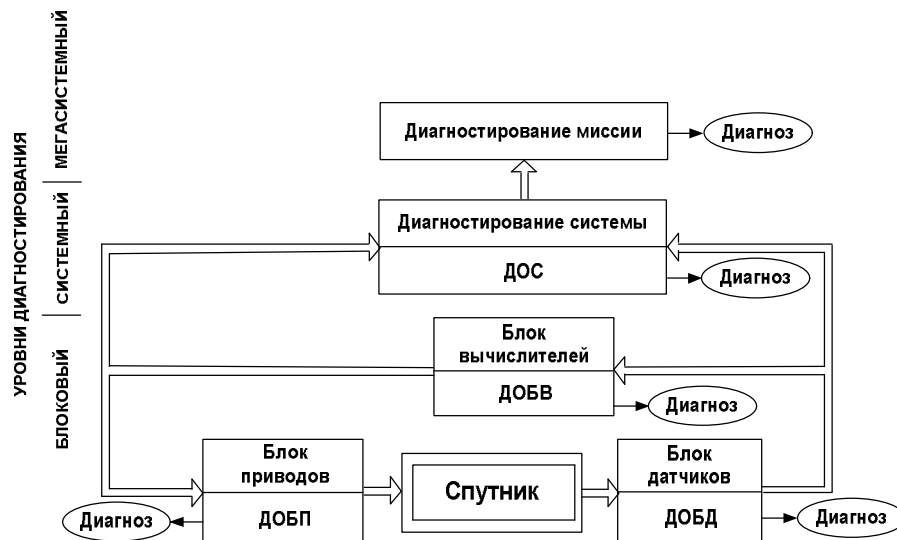 УРОВНИ ДИАГНОСТИРОВАНИЯ
МЕГАСИСТЕМНЫЙ
СИСТЕМНЫЙ
БЛОКОВЫЙ
Диагностирование миссии
Диагноз
Диагностирование системы
ДОС
Диагноз
Блок
вычислителей
ДОБВ
Диагноз
Блок
приводов
ДОБП
Диагноз
Спутник
Блок
датчиков
ДОБД
Диагноз